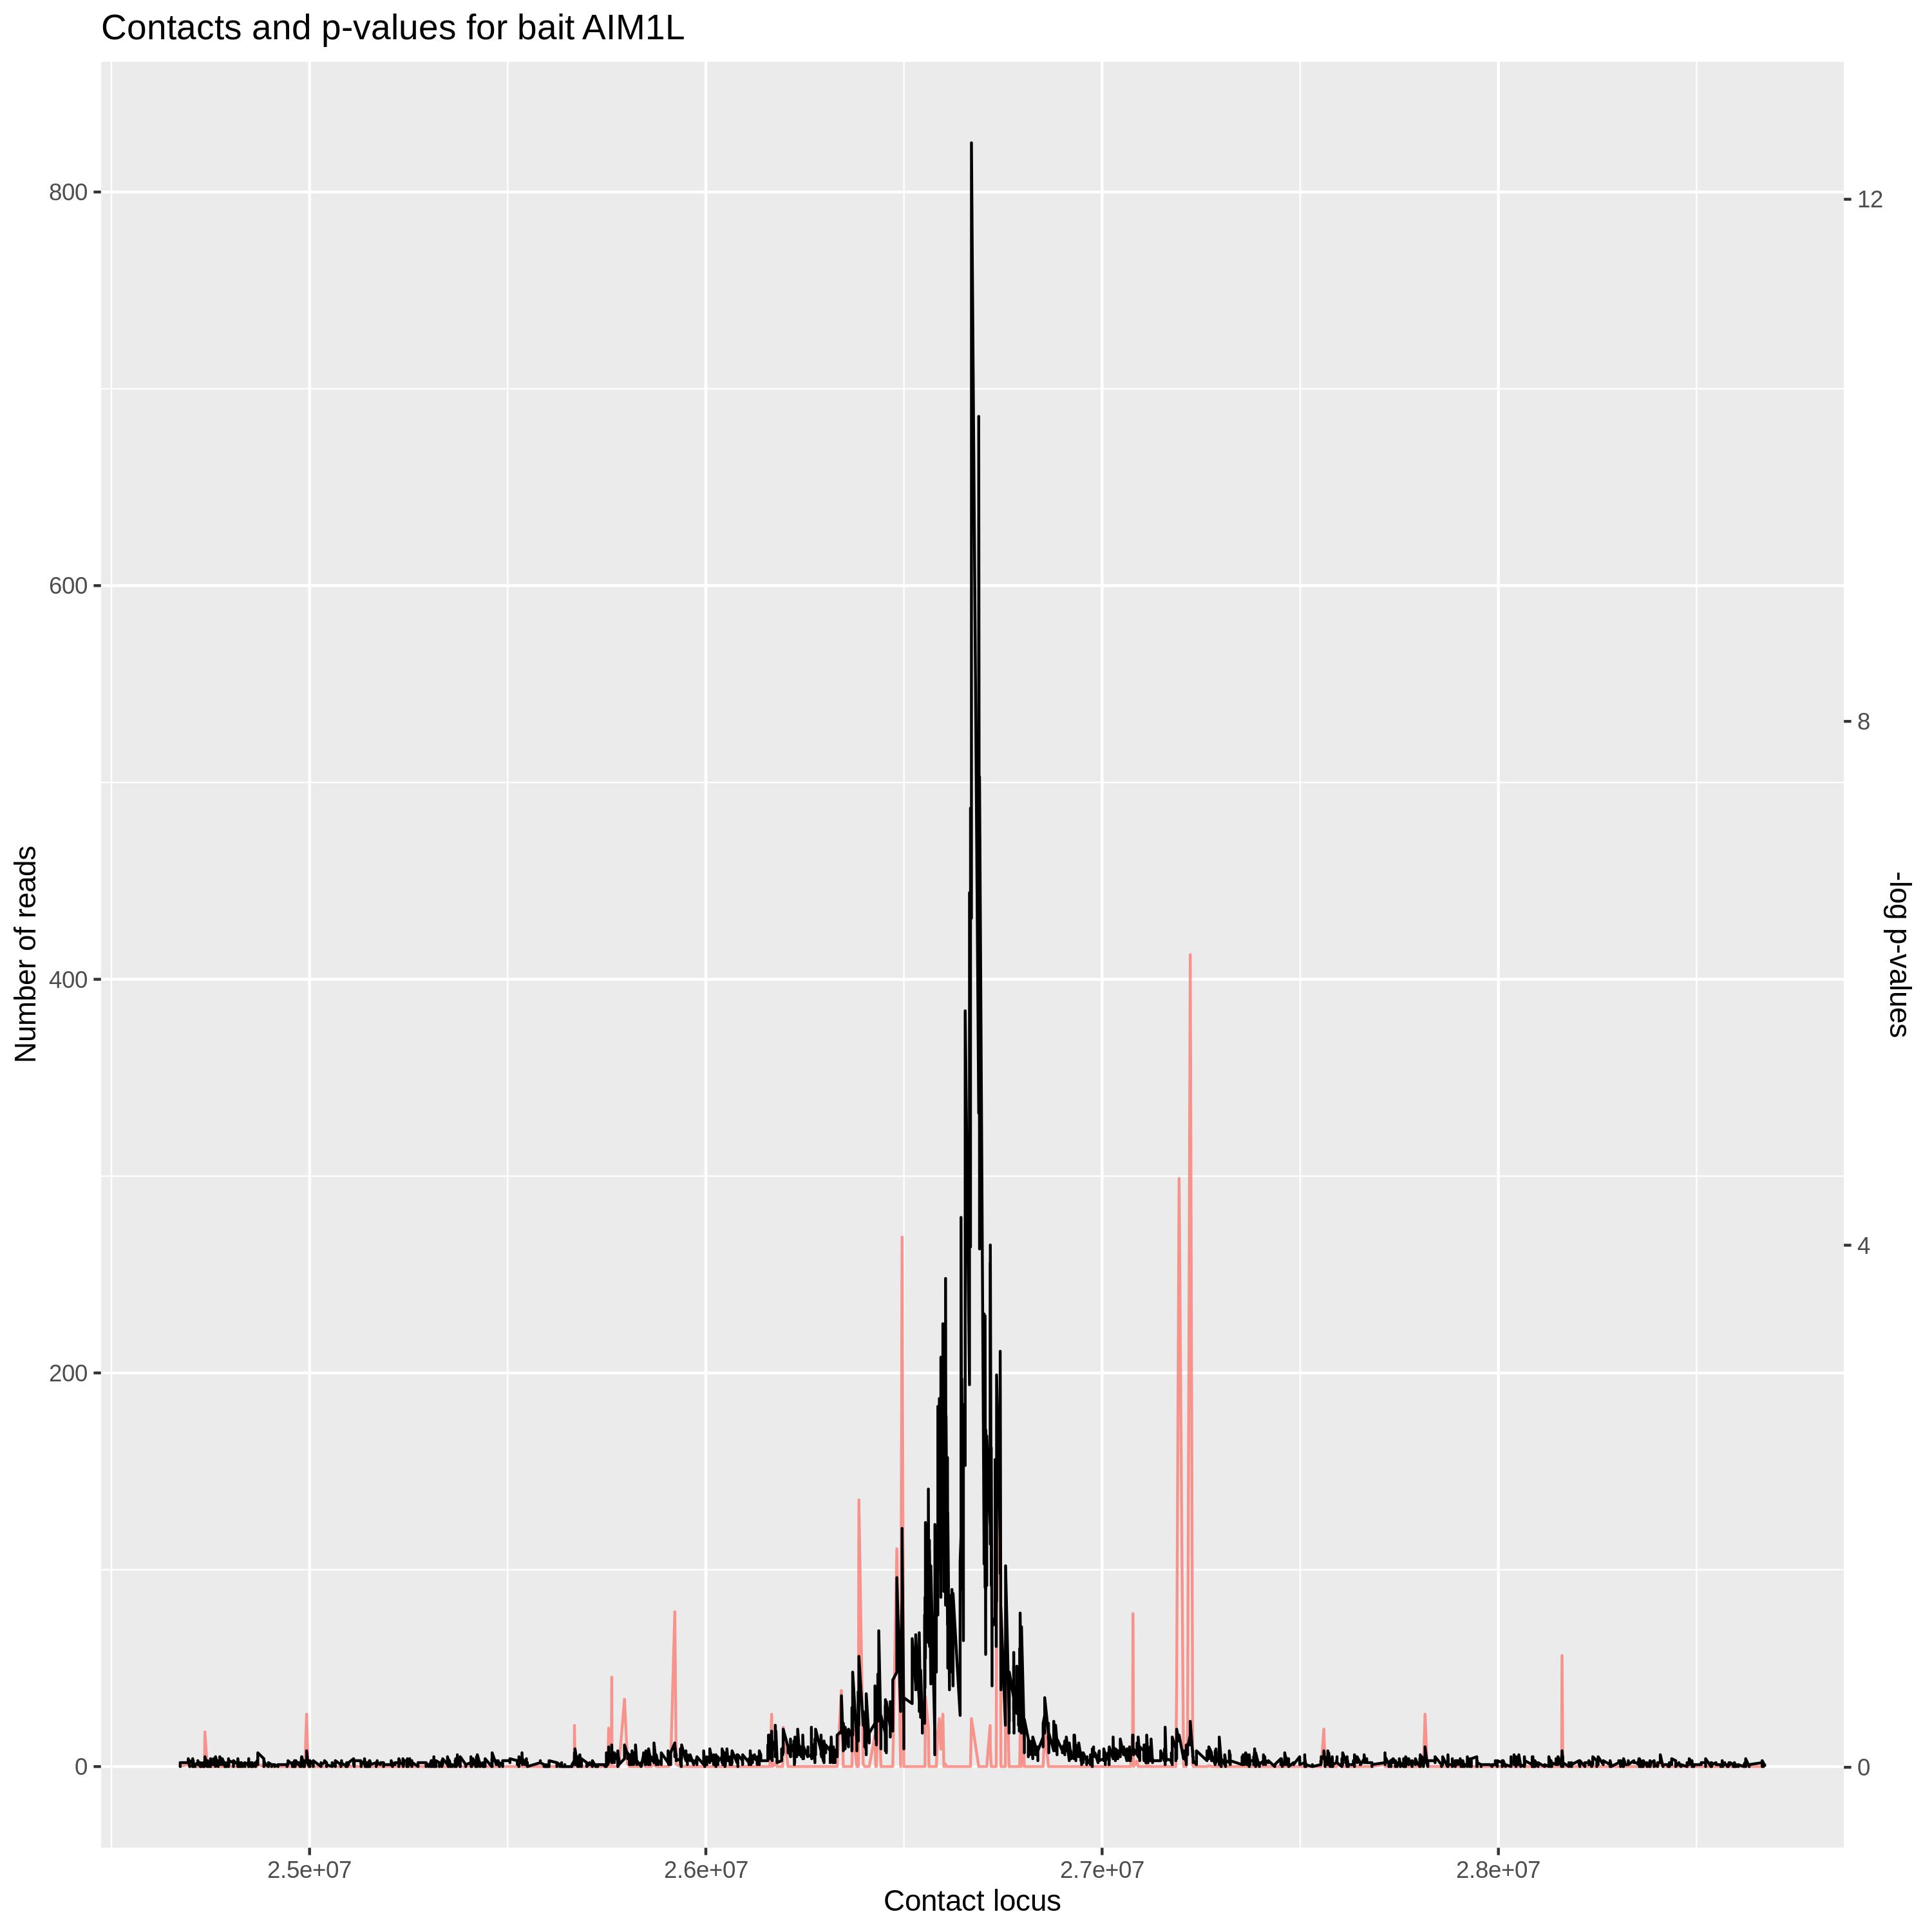 Contacts and p-values for bait AIM1L
800
600
400
200
0
Number of reads
12
8
4
0
-log p-values
2.5e+07
2.6e+07
2.7e+07
2.8e+07
Contact locus